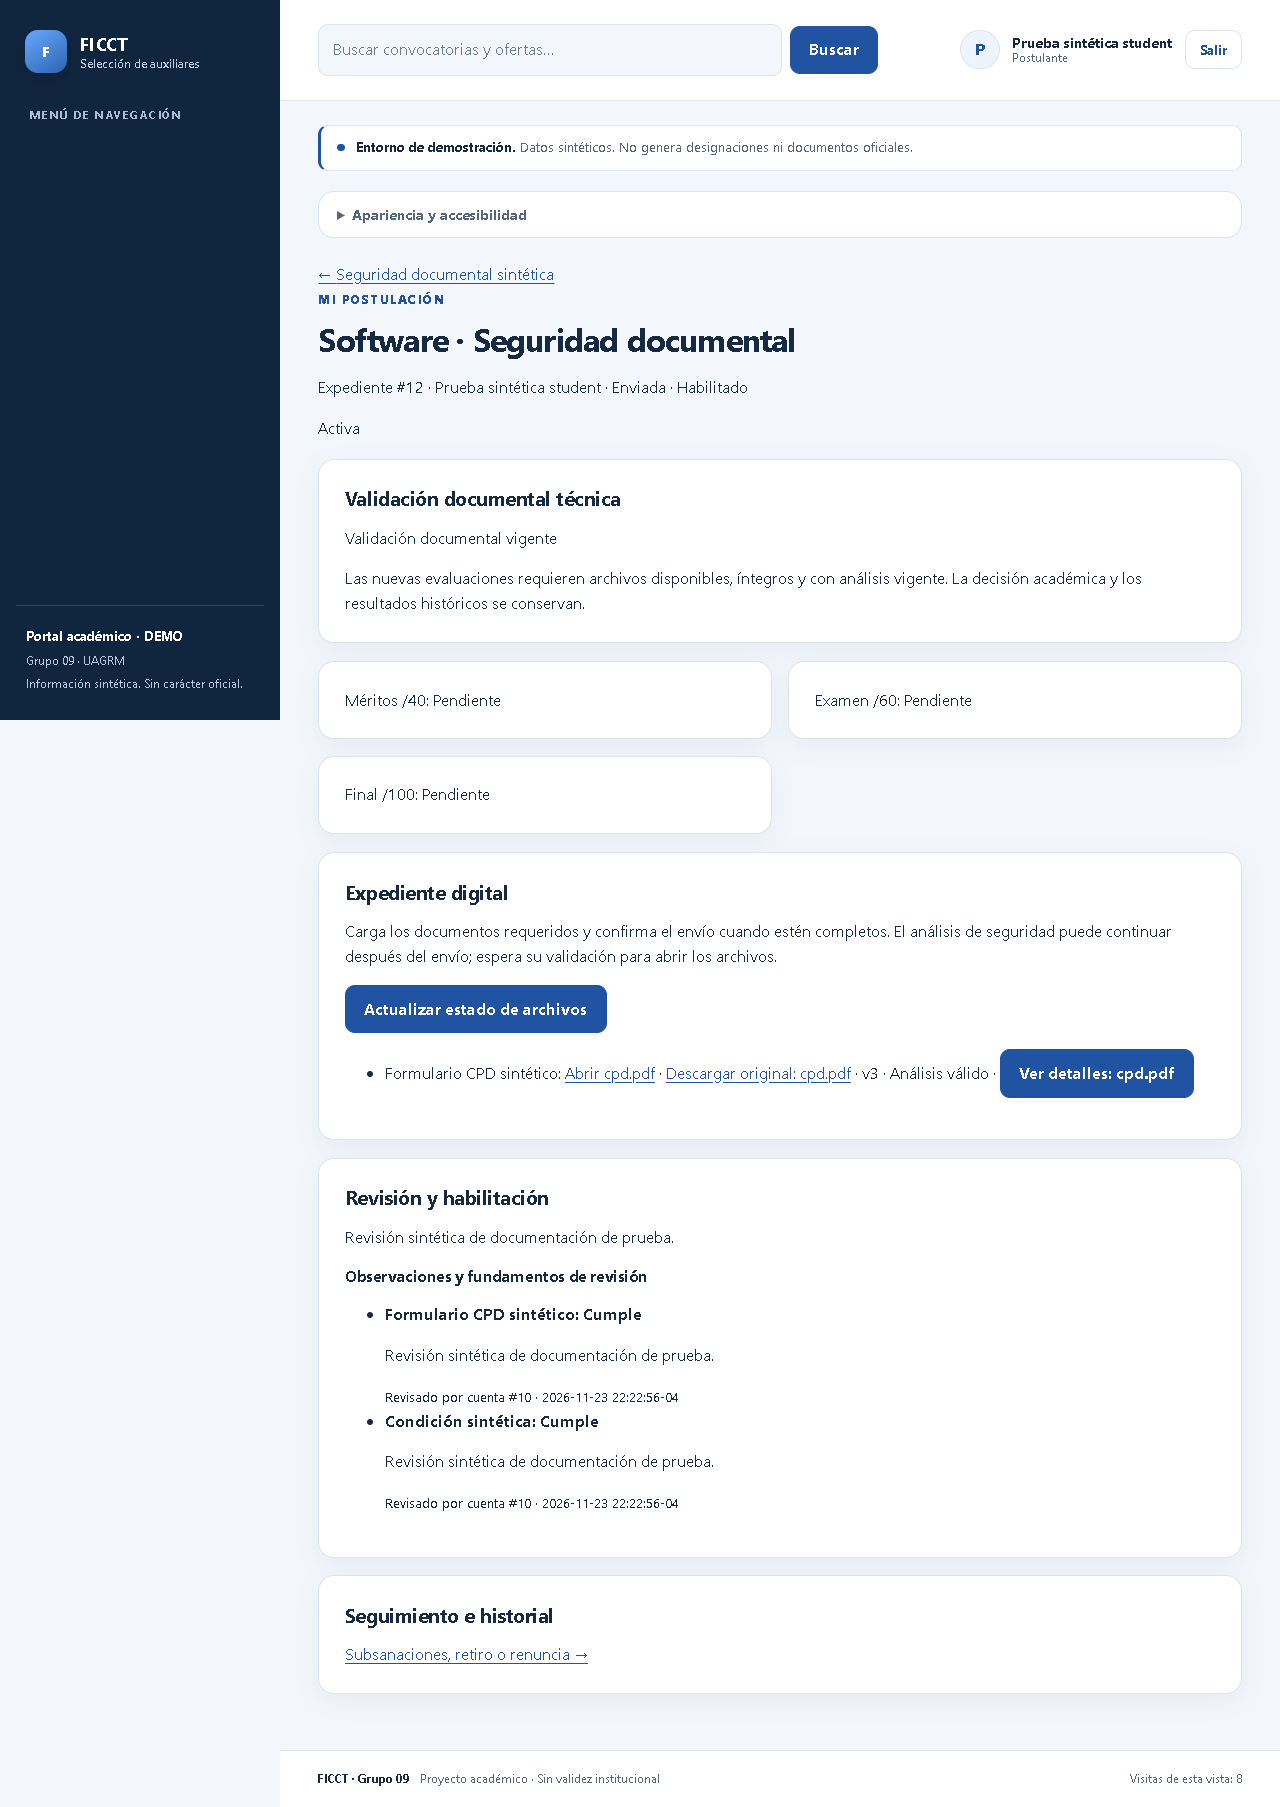 F
FICCT
Selección de auxiliares
MENÚ DE NAVEGACIÓN
Portal académico · DEMO
Grupo 09 · UAGRM
Información sintética. Sin carácter oficial.
Buscar convocatorias y ofertas...
Buscar
P
Prueba sintética student
Postulante
Salir
Entorno de demostración. Datos sintéticos. No genera designaciones ni documentos oficiales.
▶ Apariencia y accesibilidad
← Seguridad documental sintética
MI POSTULACIÓN
Software · Seguridad documental
Expediente #12 · Prueba sintética student · Enviada · Habilitado
Activa
Validación documental técnica
Validación documental vigente
Las nuevas evaluaciones requieren archivos disponibles, íntegros y con análisis vigente. La decisión académica y los
resultados históricos se conservan.
Méritos /40: Pendiente
Examen /60: Pendiente
Final /100: Pendiente
Expediente digital
Carga los documentos requeridos y confirma el envío cuando estén completos. El análisis de seguridad puede continuar
después del envío; espera su validación para abrir los archivos.
Actualizar estado de archivos
• Formulario CPD sintético: Abrir cpd.pdf · Descargar original: cpd.pdf · v3 · Análisis válido · Ver detalles: cpd.pdf
Revisión y habilitación
Revisión sintética de documentación de prueba.
Observaciones y fundamentos de revisión
• Formulario CPD sintético: Cumple
Revisión sintética de documentación de prueba.
Revisado por cuenta #10 · 2026-11-23 22:22:56-04
• Condición sintética: Cumple
Revisión sintética de documentación de prueba.
Revisado por cuenta #10 · 2026-11-23 22:22:56-04
Seguimiento e historial
Subsanaciones, retiro o renuncia →
FICCT · Grupo 09 Proyecto académico · Sin validez institucional
Visitas de esta vista: 8